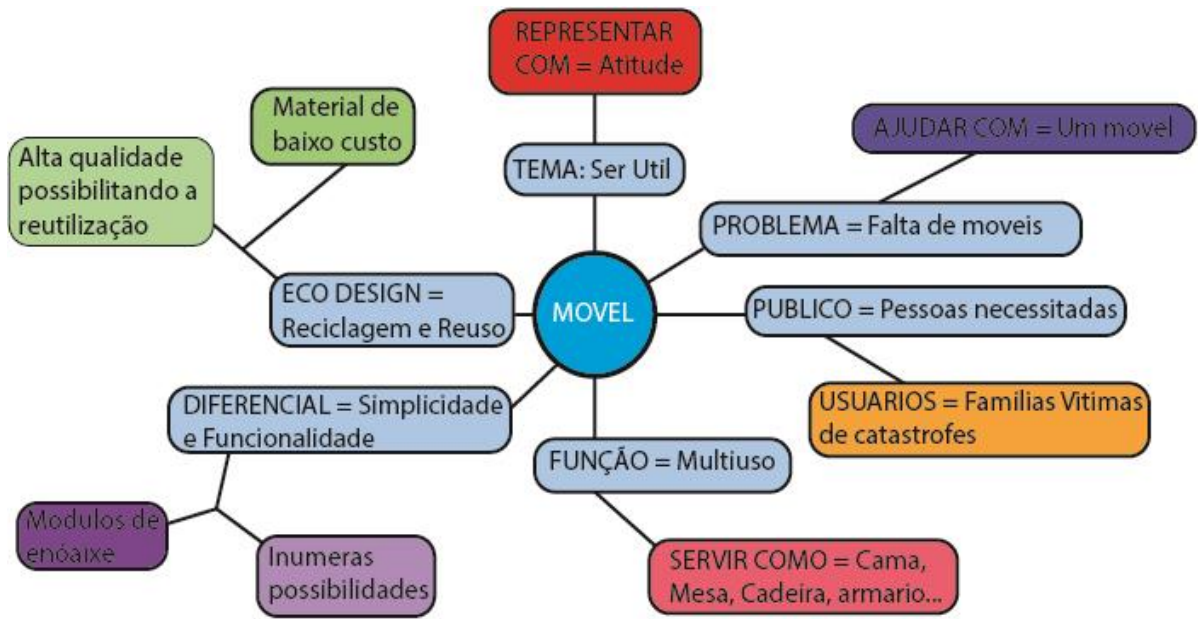 REPRESENTAR
COM = Atitude
Material de
baixo custo
AJUDAR COM = Um movel
Alta qualidade
possibilitando a
reutilização
TEMA: Ser Util
PROBLEMA = Falta de moveis
ECO DESIGN =
Reciclagem e Reuso
MOVEL
PUBLICO = Pessoas necessitadas
DIFERENCIAL = Simplicidade
e Funcionalidade
USUARIOS = Familias Vitimas
de catastrofes
FUNÇÃO = Multiuso
Modulos de
enóaixe
Inumeras
possibilidades
SERVIR COMO = Cama,
Mesa, Cadeira, armario...